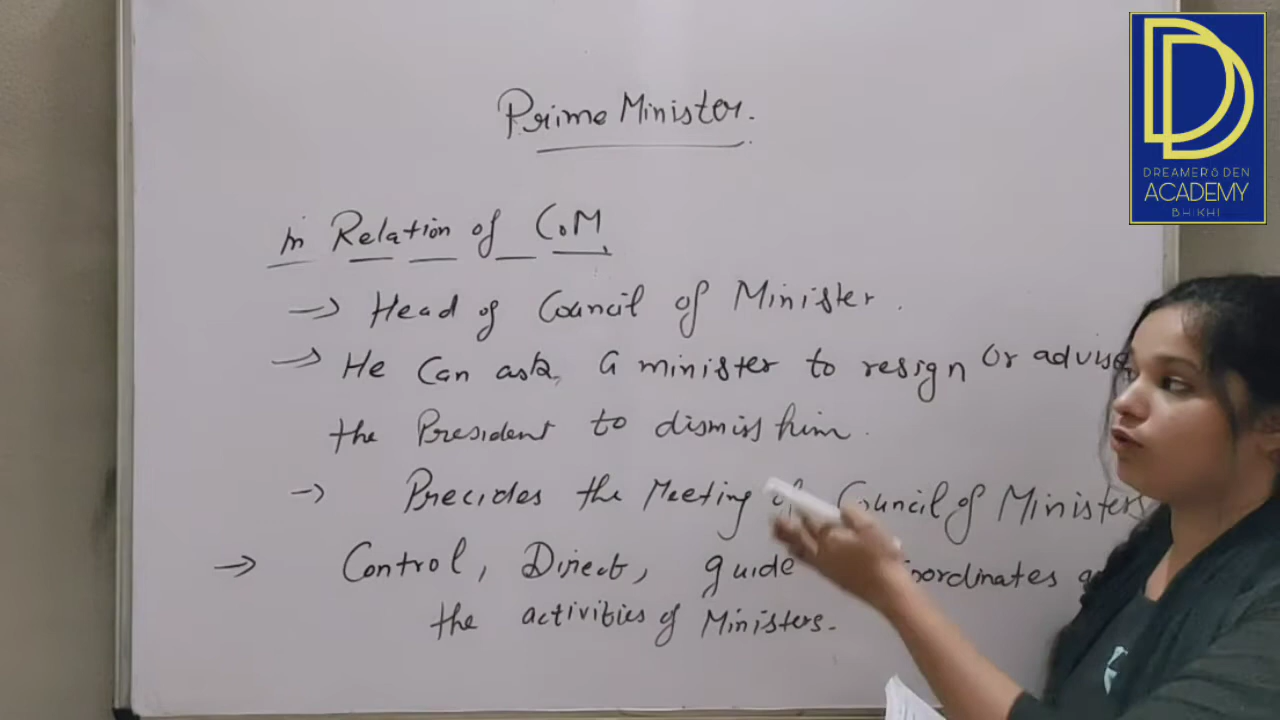 Prime Minister.
in Relation of CoM
→ Head of Council of Minister.
→ He Can ask a minister to resign or advise
the President to dismiss him.
→ Precides the Meeting of Council of Ministers
→ Control, Direct, guide
the activities of Ministers.
DREAMERS DEN
ACADEMY
BHIKHI